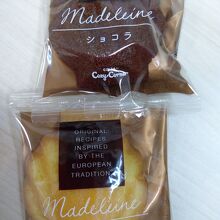 Madeleine
ショコラ
Cozy Corner
ORIGINAL
RECIPES
INSPIRED
BY THE
EUROPEAN
TRADITION
Madeleine